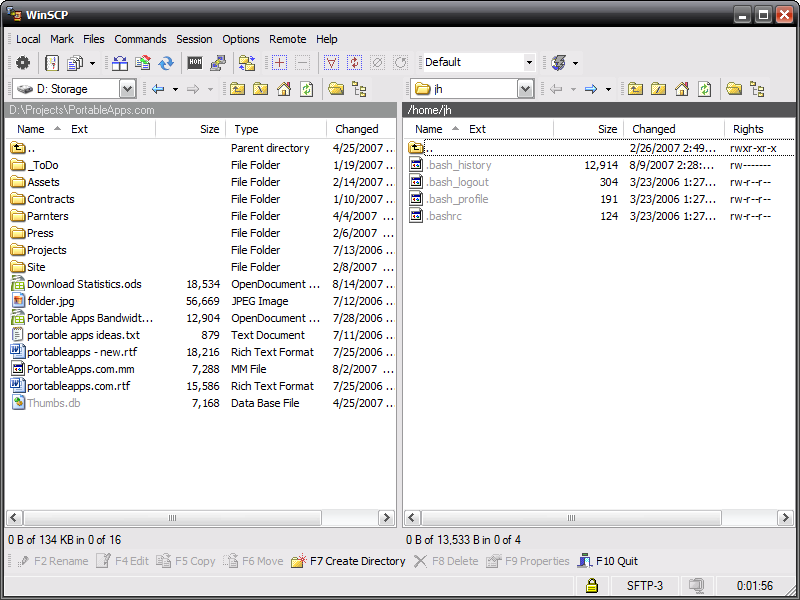 WinSCP
Local Mark Files Commands Session Options Remote Help
Default
D: Storage jh
D:\Projects\PortableApps.com /home/jh
Name Ext Size Type Changed Name Ext Size Changed Rights
.. Parent directory 4/25/2007 ... .. 2/26/2007 2:49... rwxr-xr-x
_ToDo File Folder 1/19/2007 ... .bash_history 12,914 8/9/2007 2:28:... rw-------
Assets File Folder 2/14/2007 ... .bash_logout 304 3/23/2006 1:27... rw-r--r--
Contracts File Folder 1/10/2007 ... .bash_profile 191 3/23/2006 1:27... rw-r--r--
Parnters File Folder 4/4/2007 ... .bashrc 124 3/23/2006 1:27... rw-r--r--
Press File Folder 2/6/2007 ...
Projects File Folder 7/13/2006 ...
Site File Folder 2/8/2007 ...
Download Statistics.ods 18,534 OpenDocument ... 8/14/2007 ...
folder.jpg 56,669 JPEG Image 7/12/2006 ...
Portable Apps Bandwidt... 12,904 OpenDocument ... 7/28/2006 ...
portable apps ideas.txt 879 Text Document 7/11/2006 ...
portableapps - new.rtf 18,216 Rich Text Format 7/25/2006 ...
PortableApps.com.mm 7,288 MM File 8/2/2007 ...
portableapps.com.rtf 15,586 Rich Text Format 7/25/2006 ...
Thumbs.db 7,168 Data Base File 4/25/2007 ...
0 B of 134 KB in 0 of 16 0 B of 13,533 B in 0 of 4
F2 Rename F4 Edit F5 Copy F6 Move F7 Create Directory F8 Delete F9 Properties F10 Quit
SFTP-3 0:01:56